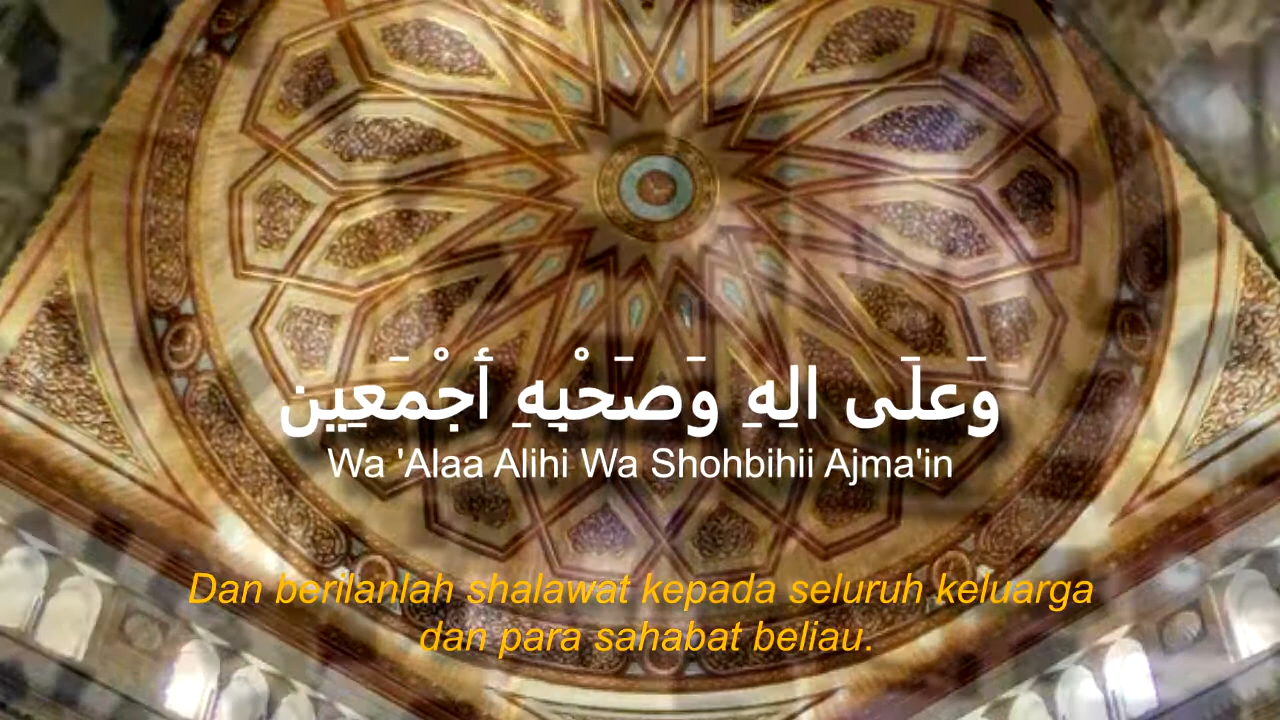 وَعلَى الِهِ وَصَحْبِهِ أجْمَعِين
Wa 'Alaa Alihi Wa Shohbihii Ajma'in
Dan berilanlah shalawat kepada seluruh keluarga
dan para sahabat beliau.